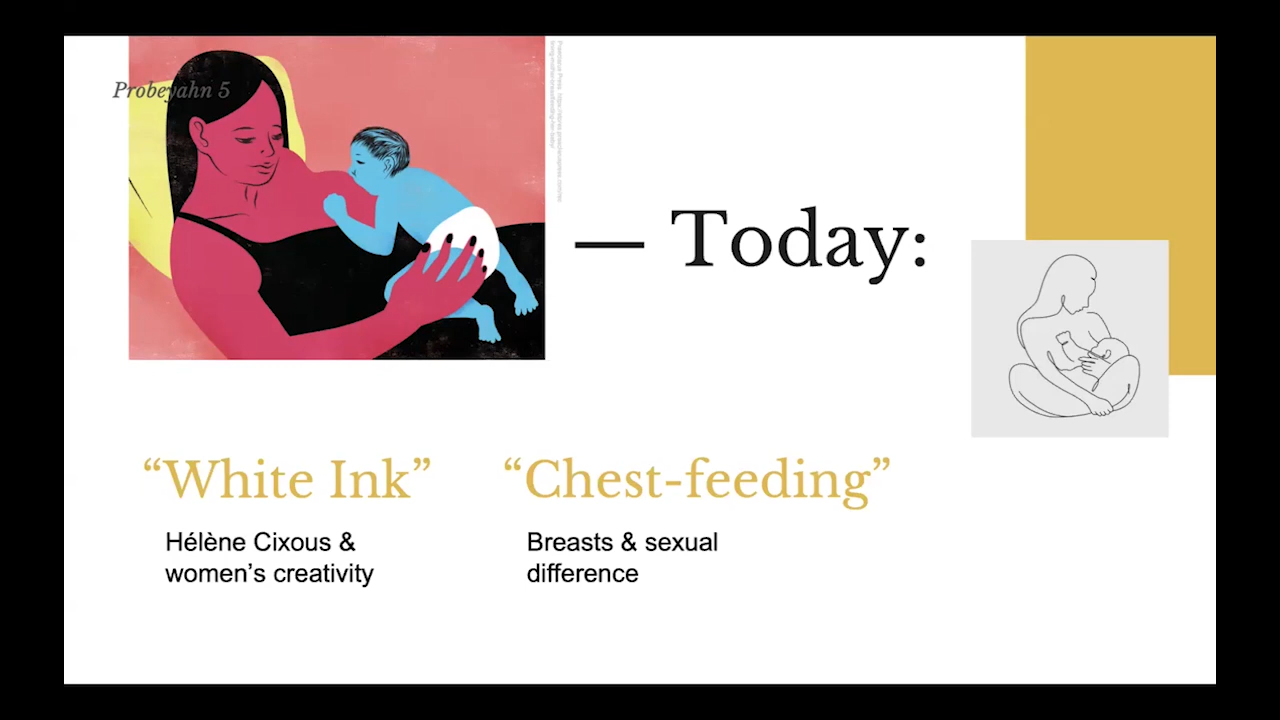 Probeyahn 5
— Today:
“White Ink”
Hélène Cixous &
women’s creativity
“Chest-feeding”
Breasts & sexual
difference